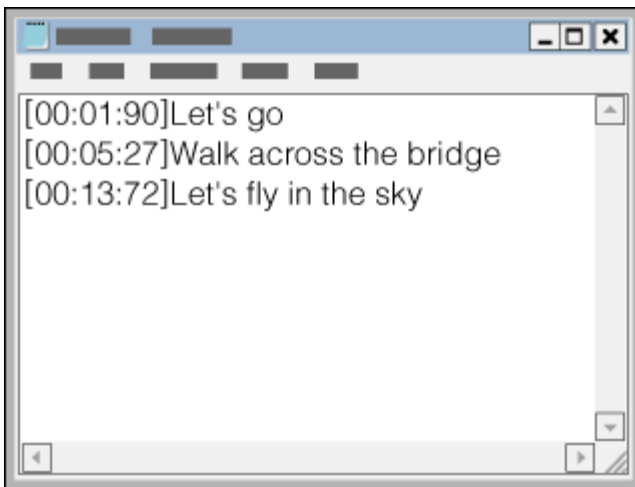 [00:01:90]Let's go
[00:05:27]Walk across the bridge
[00:13:72]Let's fly in the sky